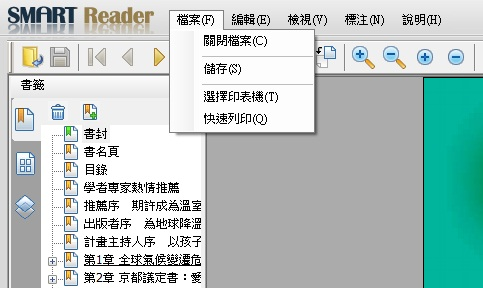 SMART Reader
檔案(F) 編輯(E) 檢視(V) 標注(N) 說明(H)
關閉檔案(C)
儲存(S)
選擇印表機(T)
快速列印(Q)
書籤
書封
書名頁
目錄
學者專家熱情推薦
推薦序 期許成為溫室
出版者序 為地球降溫
計畫主持人序 以孩子
第1章 全球氣候變遷危
第2章 京都議定書：愛